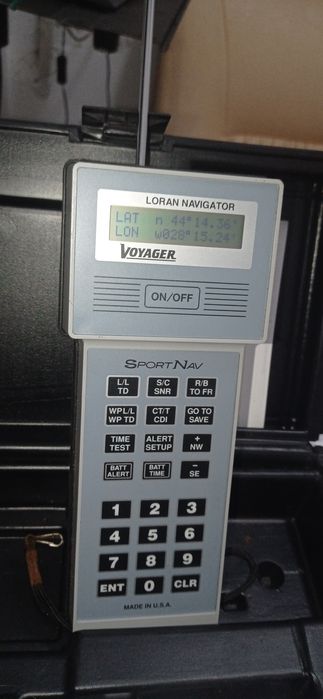 LORAN NAVIGATOR
LAT n 44°14.36'
LON w028°15.24'
VOYAGER
ON/OFF
SPORTNAV
L/L TD
S/C SNR
R/B TO FR
WP L/L WP TD
CT/T CDI
GO TO SAVE
TIME TEST
ALERT SETUP
+ NW
BATT ALERT
BATT TIME
− SE
1 2 3
4 5 6
7 8 9
ENT 0 CLR
MADE IN U.S.A.